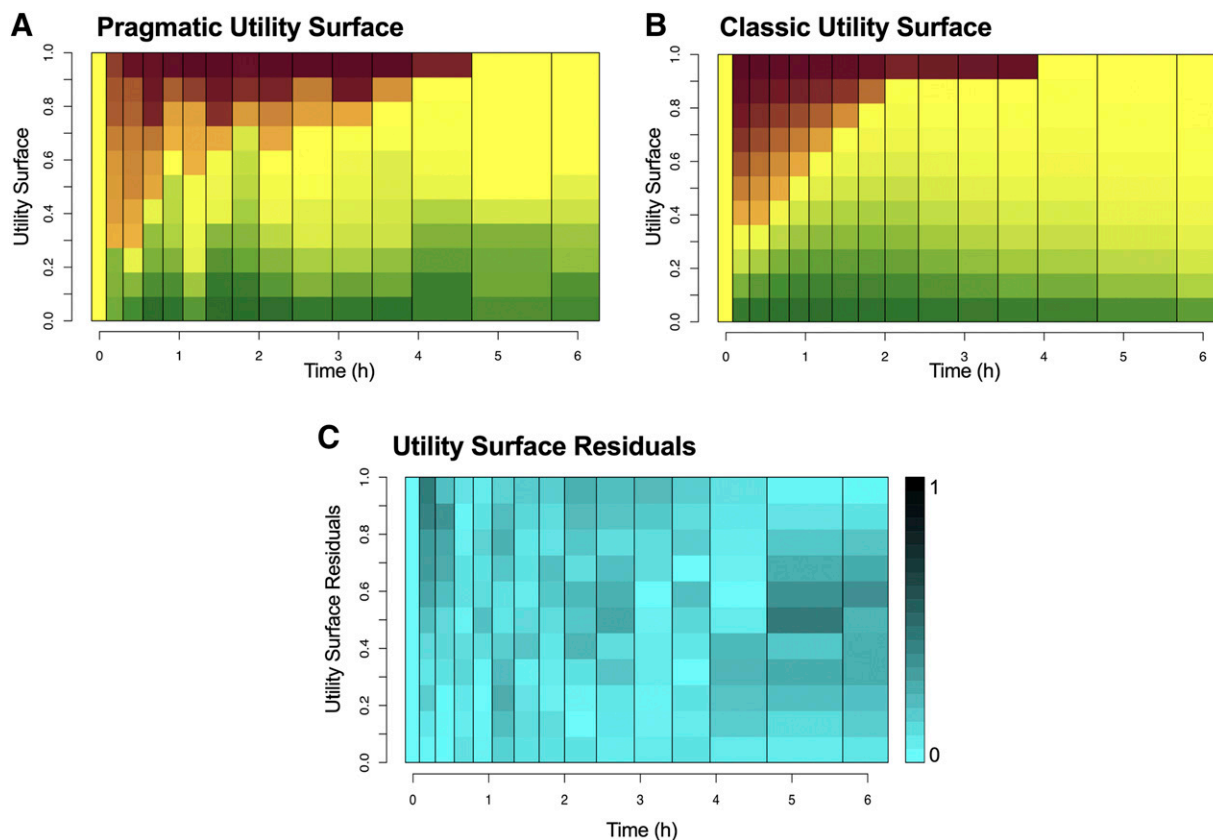 A Pragmatic Utility Surface
Utility Surface
0.0 0.2 0.4 0.6 0.8 1.0
0 1 2 3 4 5 6
Time (h)
B Classic Utility Surface
Utility Surface
0.0 0.2 0.4 0.6 0.8 1.0
0 1 2 3 4 5 6
Time (h)
C Utility Surface Residuals
Utility Surface Residuals
0.0 0.2 0.4 0.6 0.8 1.0
0 1 2 3 4 5 6
Time (h)
1
0